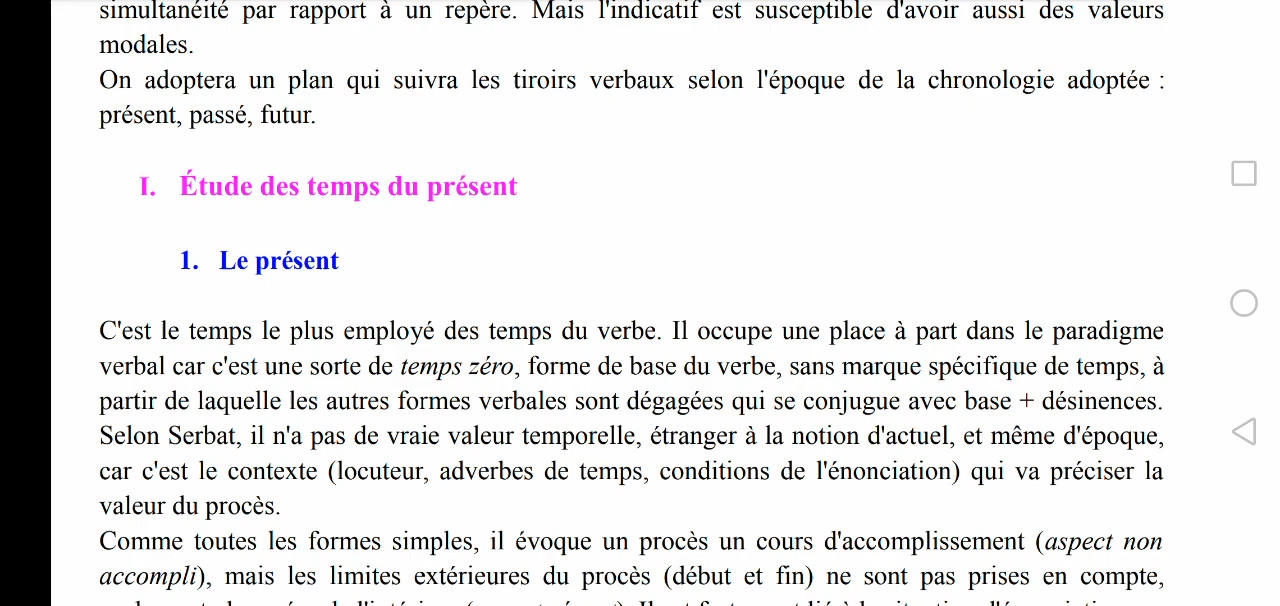 simultanéité par rapport à un repère. Mais l'indicatif est susceptible d'avoir aussi des valeurs
modales.
On adoptera un plan qui suivra les tiroirs verbaux selon l'époque de la chronologie adoptée :
présent, passé, futur.
I. Étude des temps du présent
1. Le présent
C'est le temps le plus employé des temps du verbe. Il occupe une place à part dans le paradigme
verbal car c'est une sorte de temps zéro, forme de base du verbe, sans marque spécifique de temps, à
partir de laquelle les autres formes verbales sont dégagées qui se conjugue avec base + désinences.
Selon Serbat, il n'a pas de vraie valeur temporelle, étranger à la notion d'actuel, et même d'époque,
car c'est le contexte (locuteur, adverbes de temps, conditions de l'énonciation) qui va préciser la
valeur du procès.
Comme toutes les formes simples, il évoque un procès un cours d'accomplissement (aspect non
accompli), mais les limites extérieures du procès (début et fin) ne sont pas prises en compte,